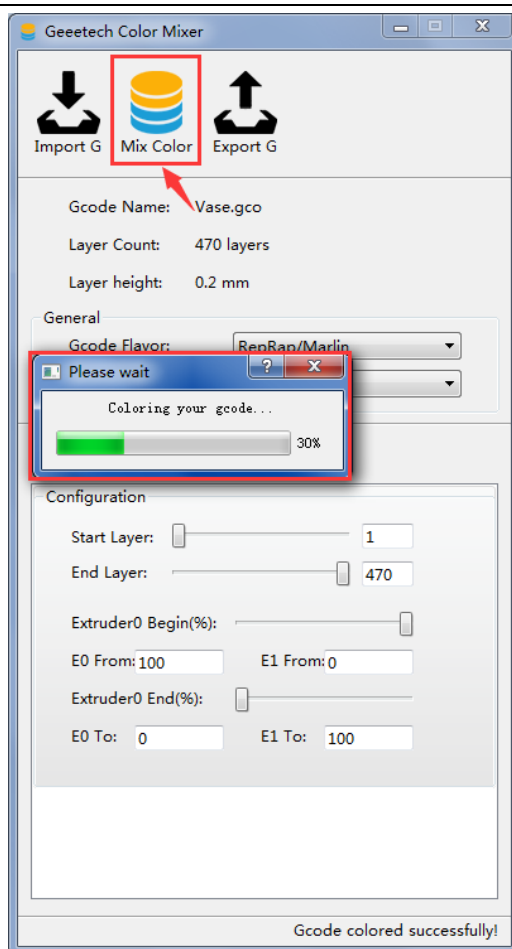 Geeetech Color Mixer
Import G Mix Color Export G
Gcode Name: Vase.gco
Layer Count: 470 layers
Layer height: 0.2 mm
General
Gcode Flavor: RepRap/Marlin
Please wait
Coloring your gcode...
30%
Configuration
Start Layer: 1
End Layer: 470
Extruder0 Begin(%):
E0 From: 100 E1 From: 0
Extruder0 End(%):
E0 To: 0 E1 To: 100
Gcode colored successfully!